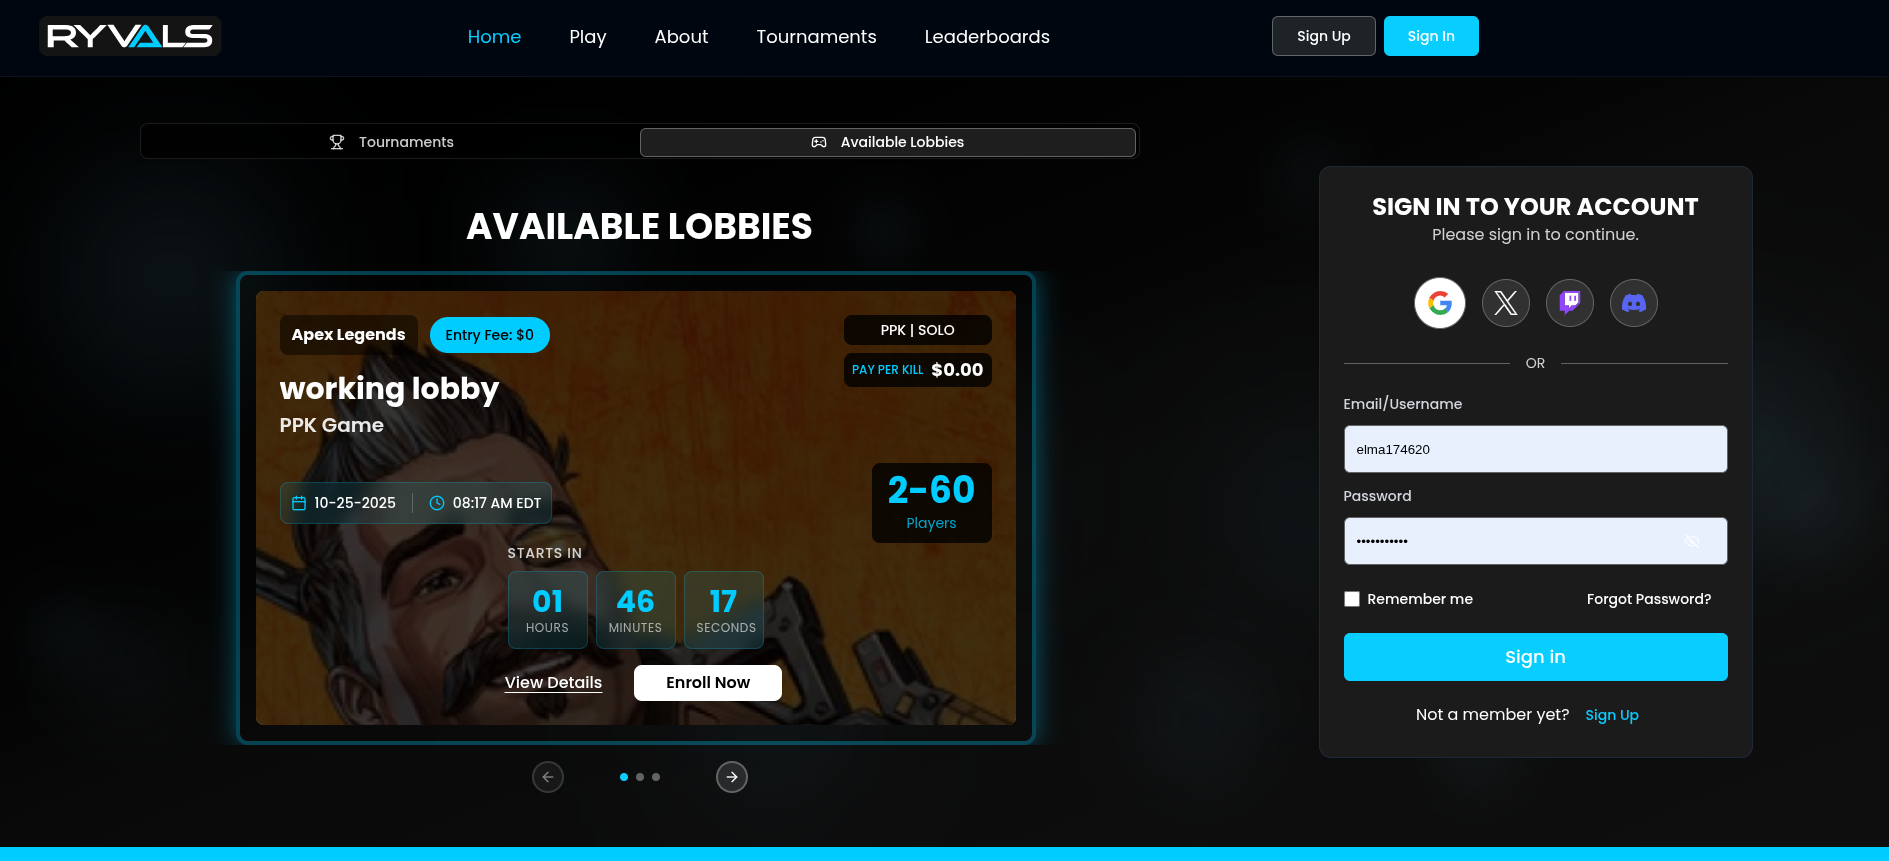 RYVALS
Home
Play
About
Tournaments
Leaderboards
Sign Up
Sign In
Tournaments
Available Lobbies
AVAILABLE LOBBIES
Apex Legends
Entry Fee: $0
PPK | SOLO
PAY PER KILL $0.00
working lobby
PPK Game
10-25-2025
08:17 AM EDT
2-60
Players
STARTS IN
01
HOURS
46
MINUTES
17
SECONDS
View Details
Enroll Now
SIGN IN TO YOUR ACCOUNT
Please sign in to continue.
OR
Email/Username
elma174620
Password
•••••••••••
Remember me
Forgot Password?
Sign in
Not a member yet? Sign Up